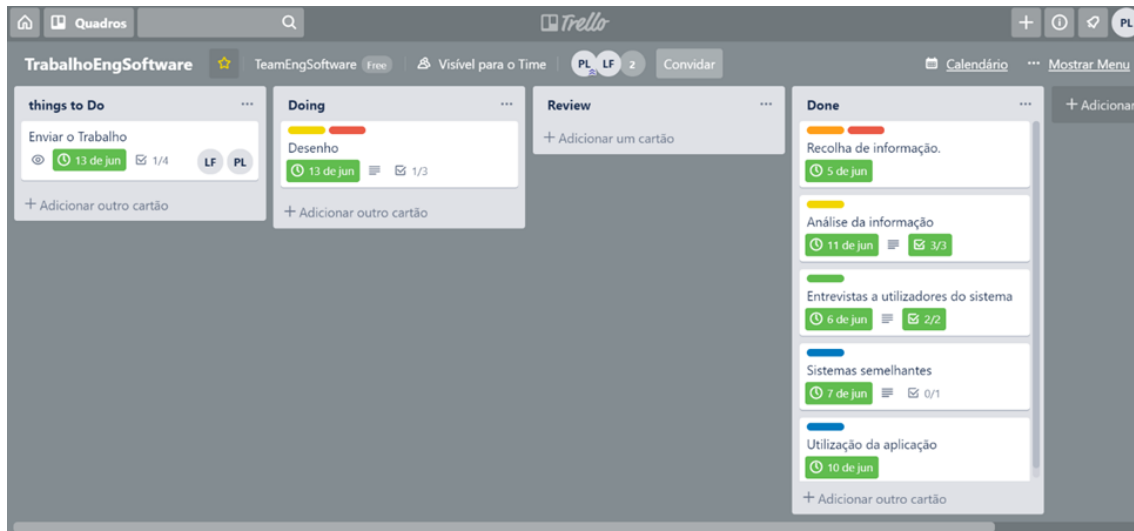 Quadros
Trello
PL
TrabalhoEngSoftware
TeamEngSoftware Free
Visível para o Time
PL LF 2
Convidar
Calendário
Mostrar Menu
things to Do
Enviar o Trabalho
13 de jun 1/4 LF PL
+ Adicionar outro cartão
Doing
Desenho
13 de jun 1/3
+ Adicionar outro cartão
Review
+ Adicionar um cartão
Done
Recolha de informação.
5 de jun
Análise da informação
11 de jun 3/3
Entrevistas a utilizadores do sistema
6 de jun 2/2
Sistemas semelhantes
7 de jun 0/1
Utilização da aplicação
10 de jun
+ Adicionar outro cartão
+ Adicionar